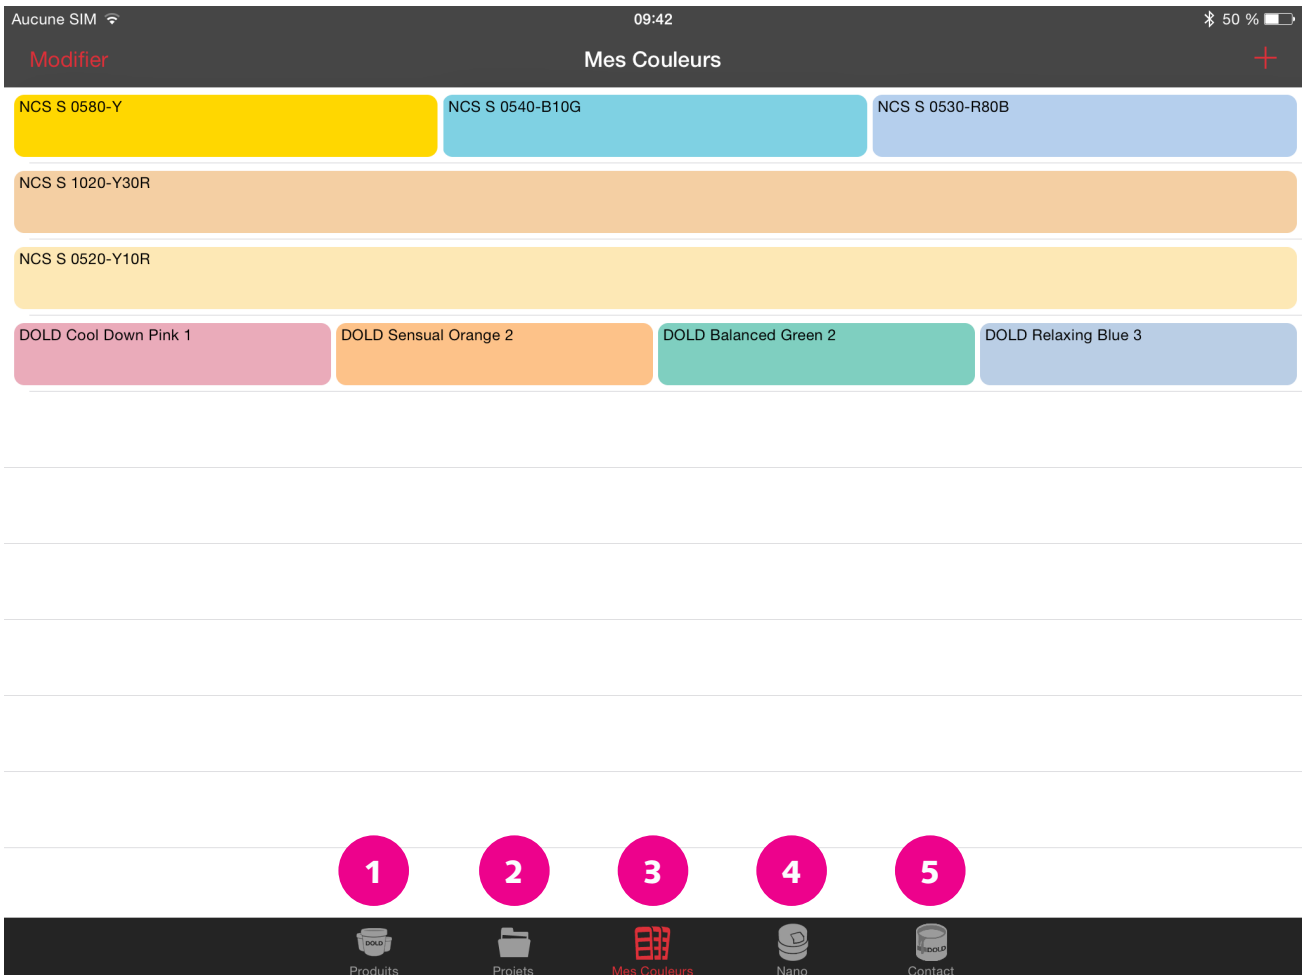 Aucune SIM 09:42 50 %
Modifier Mes Couleurs +
NCS S 0580-Y NCS S 0540-B10G NCS S 0530-R80B
NCS S 1020-Y30R
NCS S 0520-Y10R
DOLD Cool Down Pink 1 DOLD Sensual Orange 2 DOLD Balanced Green 2 DOLD Relaxing Blue 3
1 2 3 4 5
DOLD DOLD
Produits Projets Mes Couleurs Nano Contact